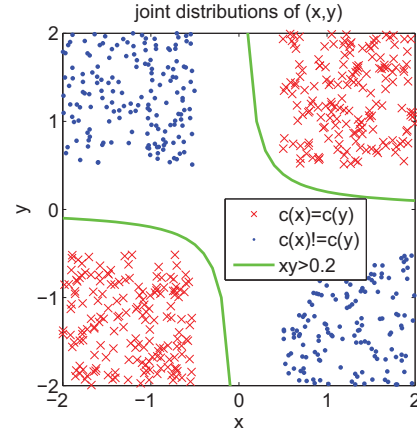 joint distributions of (x,y)
2
1
0
−1
−2
y
c(x)=c(y)
c(x)!=c(y)
xy>0.2
−2
−1
0
1
2
x